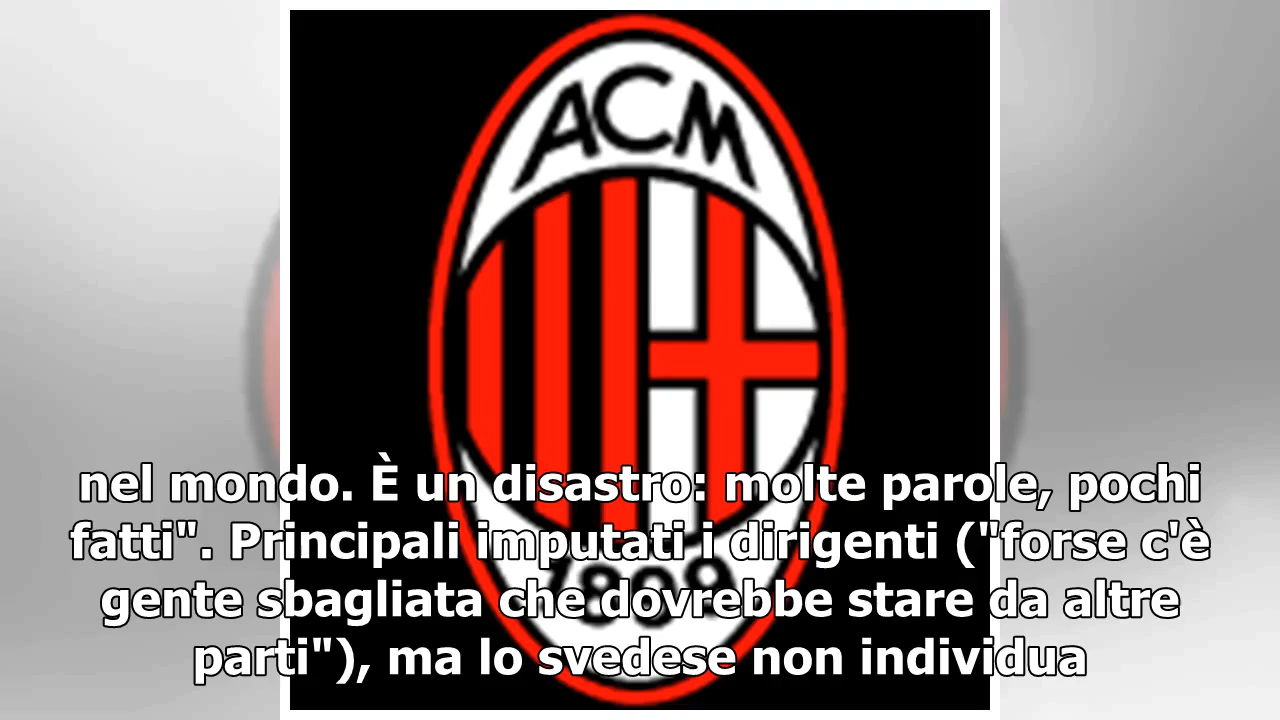 ACM
nel mondo. È un disastro: molte parole, pochi
fatti". Principali imputati i dirigenti ("forse c'è
1899
gente sbagliata che dovrebbe stare da altre
parti"), ma lo svedese non individua